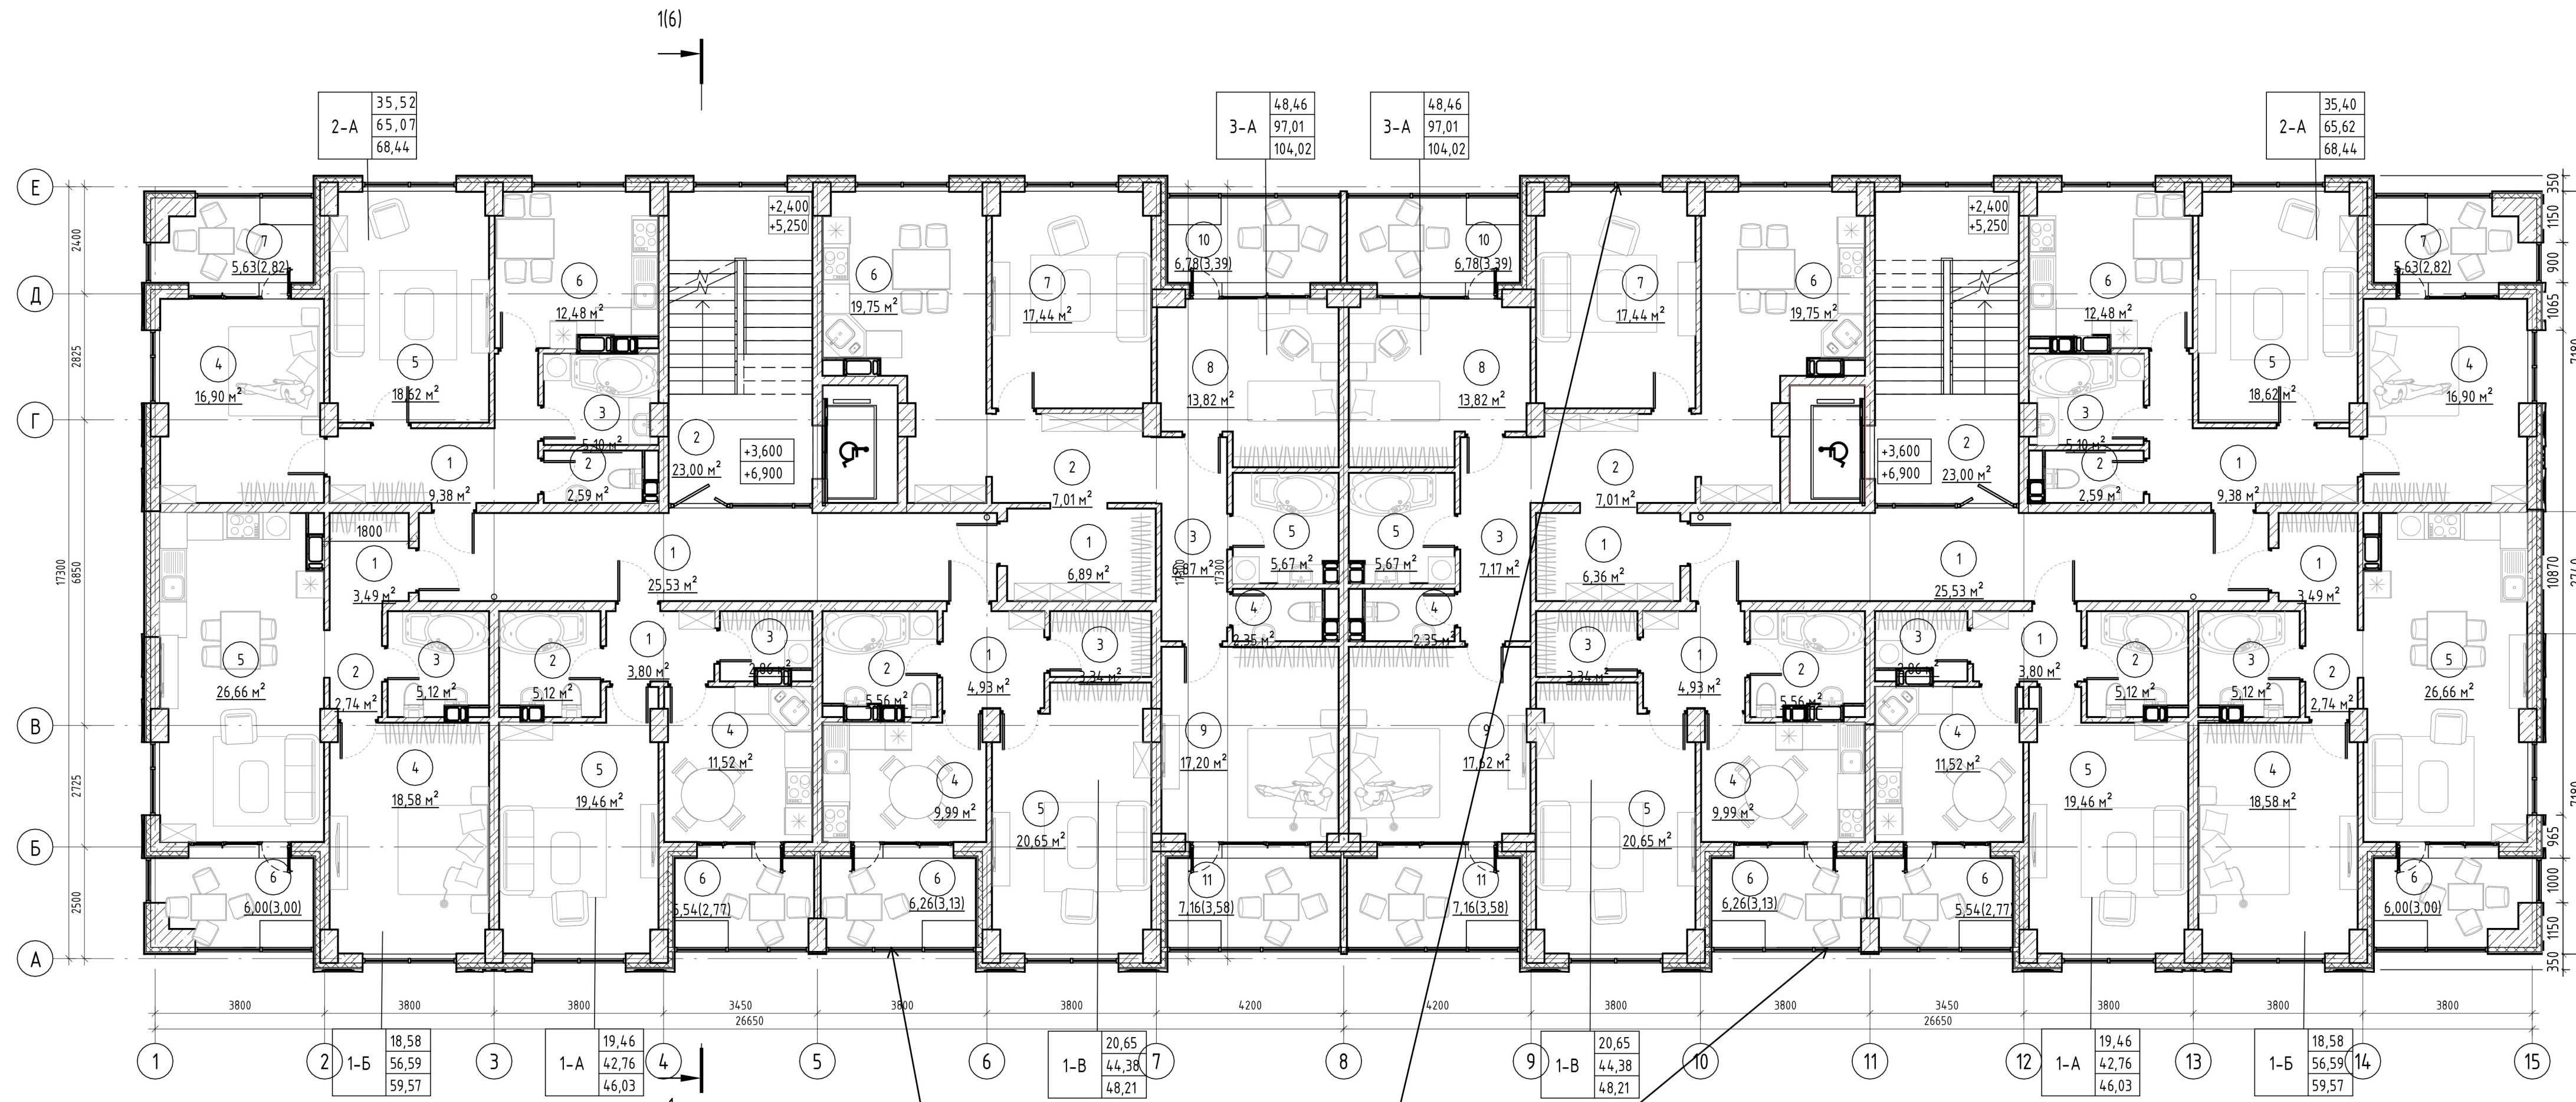 1(6)
2-А
35,52
65,07
68,44
3-А
48,46
97,01
104,02
3-А
48,46
97,01
104,02
2-А
35,40
65,62
68,44
Е
Д
Г
В
Б
А
2400
2825
6850
17300
2725
2500
350
1150
900
1065
7180
10870
2740
7180
965
1000
1150
350
7
5,63(2,82)
4
16,90 м²
5
18,62 м²
6
12,48 м²
3
5,10 м²
2
2,59 м²
1
9,38 м²
+2,400
+5,250
2
23,00 м²
+3,600
+6,900
6
19,75 м²
7
17,44 м²
2
7,01 м²
1
6,89 м²
10
6,78(3,39)
8
13,82 м²
3
6,87 м²
17300
17300
5
5,67 м²
4
2,35 м²
9
17,20 м²
11
7,16(3,58)
10
6,78(3,39)
8
13,82 м²
3
7,17 м²
5
5,67 м²
4
2,35 м²
9
17,62 м²
11
7,16(3,58)
7
17,44 м²
6
19,75 м²
2
7,01 м²
1
6,36 м²
+2,400
+5,250
+3,600
+6,900
2
23,00 м²
6
12,48 м²
5
18,62 м²
3
5,10 м²
2
2,59 м²
1
9,38 м²
7
5,63(2,82)
4
16,90 м²
1800
1
3,49 м²
1
25,53 м²
5
26,66 м²
2
2,74 м²
3
5,12 м²
4
18,58 м²
6
6,00(3,00)
2
5,12 м²
1
3,80 м²
3
2,86 м²
4
11,52 м²
5
19,46 м²
6
5,54(2,77)
2
5,56 м²
1
4,93 м²
3
3,34 м²
4
9,99 м²
5
20,65 м²
6
6,26(3,13)
3
3,34 м²
1
4,93 м²
2
5,56 м²
4
9,99 м²
5
20,65 м²
6
6,26(3,13)
1
25,53 м²
3
2,86 м²
1
3,80 м²
2
5,12 м²
4
11,52 м²
5
19,46 м²
6
5,54(2,77)
1
3,49 м²
3
5,12 м²
2
2,74 м²
4
18,58 м²
5
26,66 м²
6
6,00(3,00)
3800 3800 3800 3450 3800 3800 4200 4200 3800 3800 3450 3800 3800 3800
26650 26650
1 2 3 4 5 6 7 8 9 10 11 12 13 14 15
1-Б
18,58
56,59
59,57
1-А
19,46
42,76
46,03
1-В
20,65
44,38
48,21
1-В
20,65
44,38
48,21
1-А
19,46
42,76
46,03
1-Б
18,58
56,59
59,57